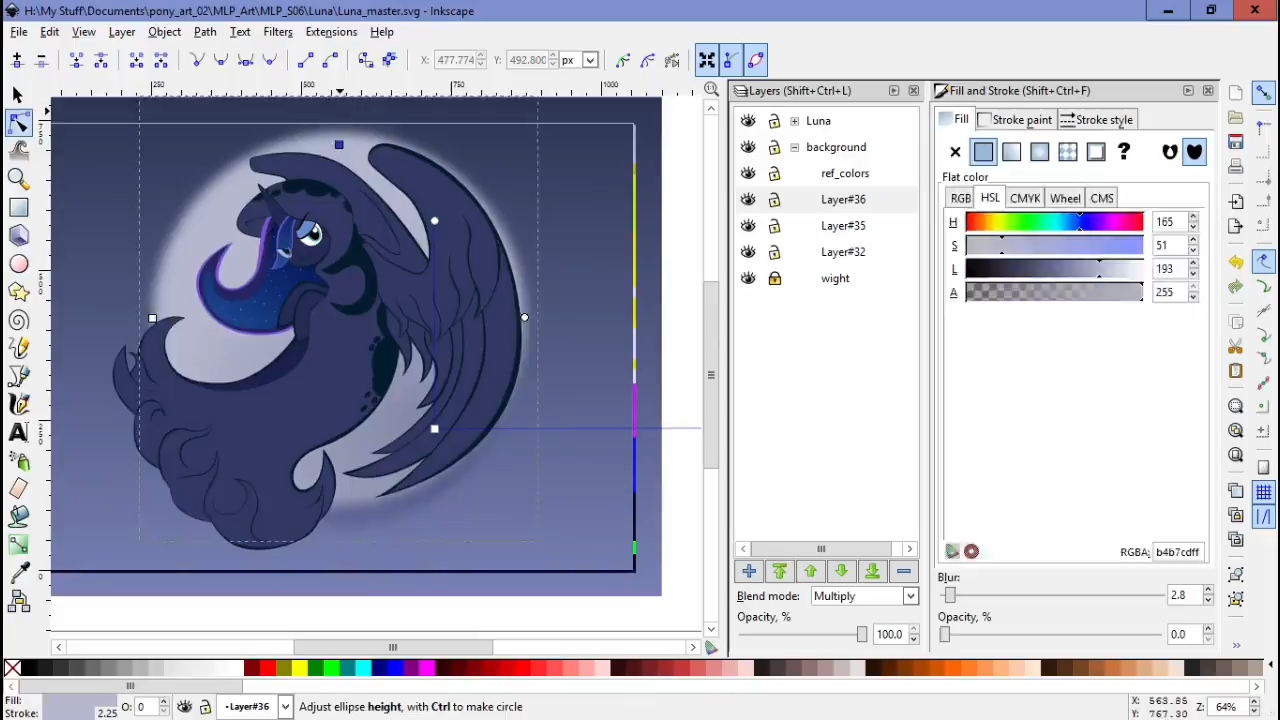 H:\My Stuff\Documents\pony_art_02\MLP_Art\MLP_S06\Luna\Luna_master.svg - Inkscape
File Edit View Layer Object Path Text Filters Extensions Help
X: 477.774 Y: 492.800 px
250 500 750 1000
Layers (Shift+Ctrl+L)
Luna
background
ref_colors
Layer#36
Layer#35
Layer#32
wight
Blend mode: Multiply
Opacity, % 100.0
Fill and Stroke (Shift+Ctrl+F)
Fill Stroke paint Stroke style
Flat color
RGB HSL CMYK Wheel CMS
H 165
S 51
L 193
A 255
RGBA: b4b7cdff
Blur:
2.8
Opacity, %
0.0
Fill:
Stroke: 2.25 O: 0 •Layer#36 Adjust ellipse height, with Ctrl to make circle
X: 563.85
Y: 767.30
Z: 64%